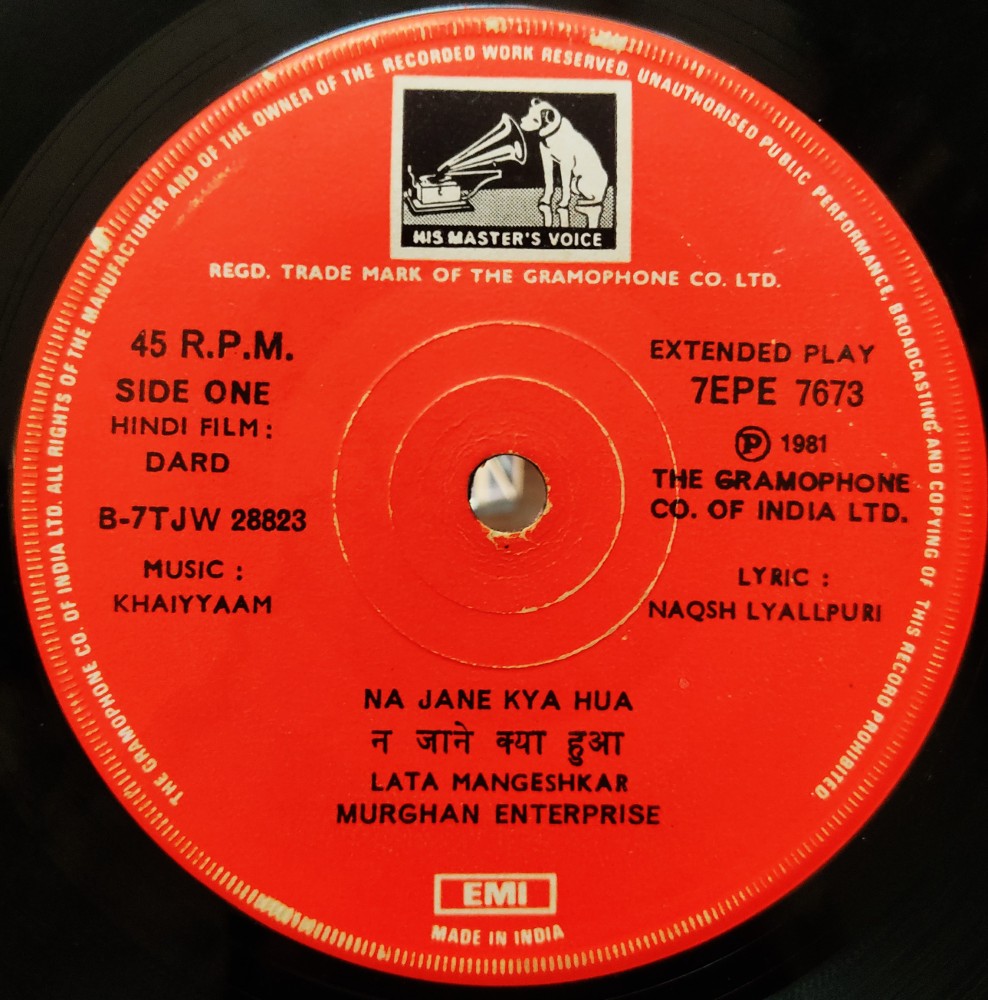 THE GRAMOPHONE CO. OF INDIA LTD. ALL RIGHTS OF THE MANUFACTURER AND OF THE OWNER OF THE RECORDED WORK RESERVED. UNAUTHORISED PUBLIC PERFORMANCE, BROADCASTING AND COPYING OF THIS RECORD PROHIBITED.
HIS MASTER'S VOICE
REGD. TRADE MARK OF THE GRAMOPHONE CO. LTD.
45 R.P.M.
SIDE ONE
HINDI FILM :
DARD
B-7TJW 28823
MUSIC :
KHAIYYAAM
EXTENDED PLAY
7EPE 7673
℗ 1981
THE GRAMOPHONE
CO. OF INDIA LTD.
LYRIC :
NAQSH LYALLPURI
NA JANE KYA HUA
न जाने क्या हुआ
LATA MANGESHKAR
MURGHAN ENTERPRISE
EMI
MADE IN INDIA